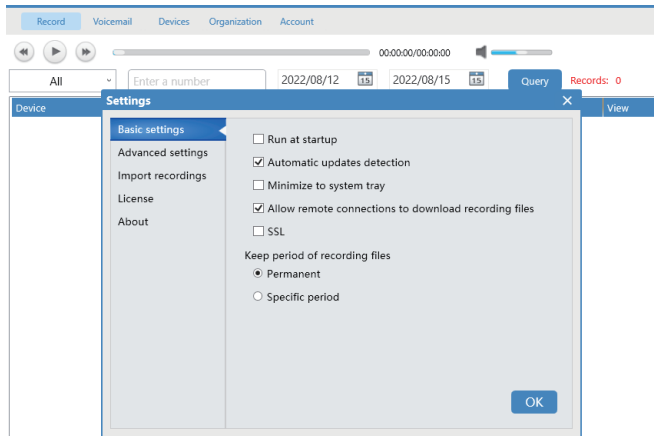 Record Voicemail Devices Organization Account
00:00:00/00:00:00
All Enter a number 2022/08/12 15 2022/08/15 15 Query Records: 0
Device View
Settings
Basic settings
Advanced settings
Import recordings
License
About
Run at startup
Automatic updates detection
Minimize to system tray
Allow remote connections to download recording files
SSL
Keep period of recording files
Permanent
Specific period
OK